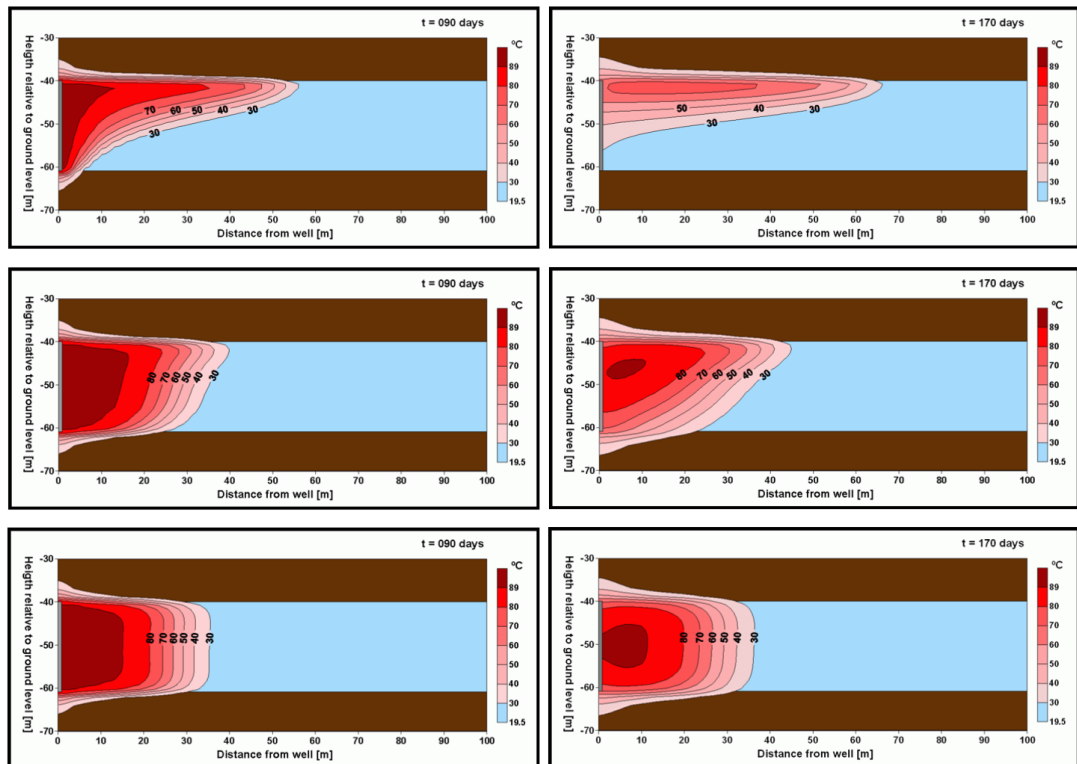 t = 090 days
Heigth relative to ground level [m]
-30
-40
-50
-60
-70
70 60 50 40 30
30
0 10 20 30 40 50 60 70 80 90 100
Distance from well [m]
ºC
89
80
70
60
50
40
30
19.5
t = 170 days
Heigth relative to ground level [m]
-30
-40
-50
-60
-70
50 40 30
30
0 10 20 30 40 50 60 70 80 90 100
Distance from well [m]
ºC
89
80
70
60
50
40
30
19.5
t = 090 days
Heigth relative to ground level [m]
-30
-40
-50
-60
-70
80 70 60 50 40 30
0 10 20 30 40 50 60 70 80 90 100
Distance from well [m]
ºC
89
80
70
60
50
40
30
19.5
t = 170 days
Heigth relative to ground level [m]
-30
-40
-50
-60
-70
80 70 60 50 40 30
0 10 20 30 40 50 60 70 80 90 100
Distance from well [m]
ºC
89
80
70
60
50
40
30
19.5
t = 090 days
Heigth relative to ground level [m]
-30
-40
-50
-60
-70
80 70 60 50 40 30
0 10 20 30 40 50 60 70 80 90 100
Distance from well [m]
ºC
89
80
70
60
50
40
30
19.5
t = 170 days
Heigth relative to ground level [m]
-30
-40
-50
-60
-70
80 70 60 50 40 30
0 10 20 30 40 50 60 70 80 90 100
Distance from well [m]
ºC
89
80
70
60
50
40
30
19.5